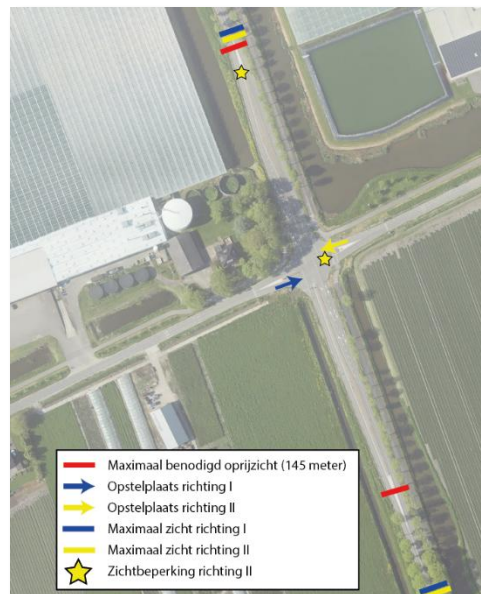 Maximaal benodigd oprijzicht (145 meter)
Opstelplaats richting I
Opstelplaats richting II
Maximaal zicht richting I
Maximaal zicht richting II
Zichtbeperking richting II